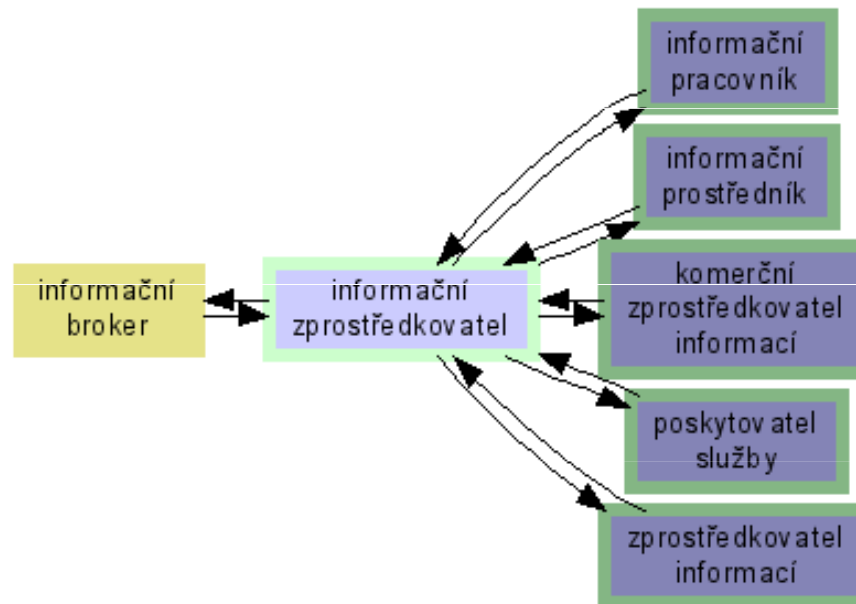 informační
pracovník
informační
prostředník
informační
broker
informační
zprostředkovatel
komerční
zprostředkovatel
informací
poskytovatel
služby
zprostředkovatel
informací